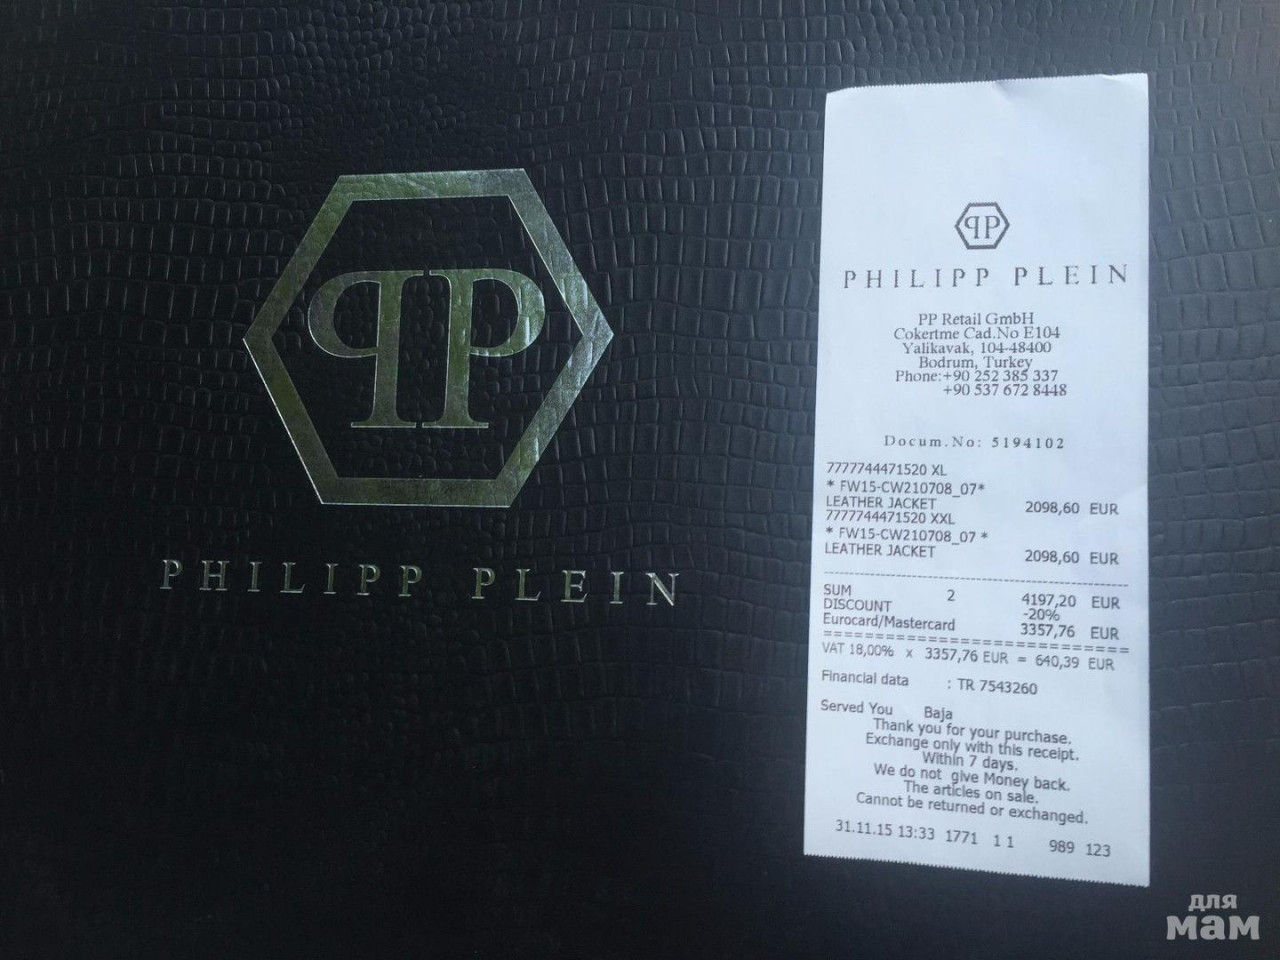 PP
PHILIPP PLEIN
PP
PHILIPP PLEIN
PP Retail GmbH
Cokertme Cad.No E104
Yalikavak, 104-48400
Bodrum, Turkey
Phone:+90 252 385 337
+90 537 672 8448
Docum.No: 5194102
7777744471520 XL
* FW15-CW210708_07*
LEATHER JACKET 2098,60 EUR
7777744471520 XXL
* FW15-CW210708_07 *
LEATHER JACKET 2098,60 EUR
SUM 2 4197,20 EUR
DISCOUNT -20%
Eurocard/Mastercard 3357,76 EUR
VAT 18,00% x 3357,76 EUR = 640,39 EUR
Financial data : TR 7543260
Served You Baja
Thank you for your purchase.
Exchange only with this receipt.
Within 7 days.
We do not give Money back.
The articles on sale.
Cannot be returned or exchanged.
31.11.15 13:33 1771 1 1 989 123
для
мам